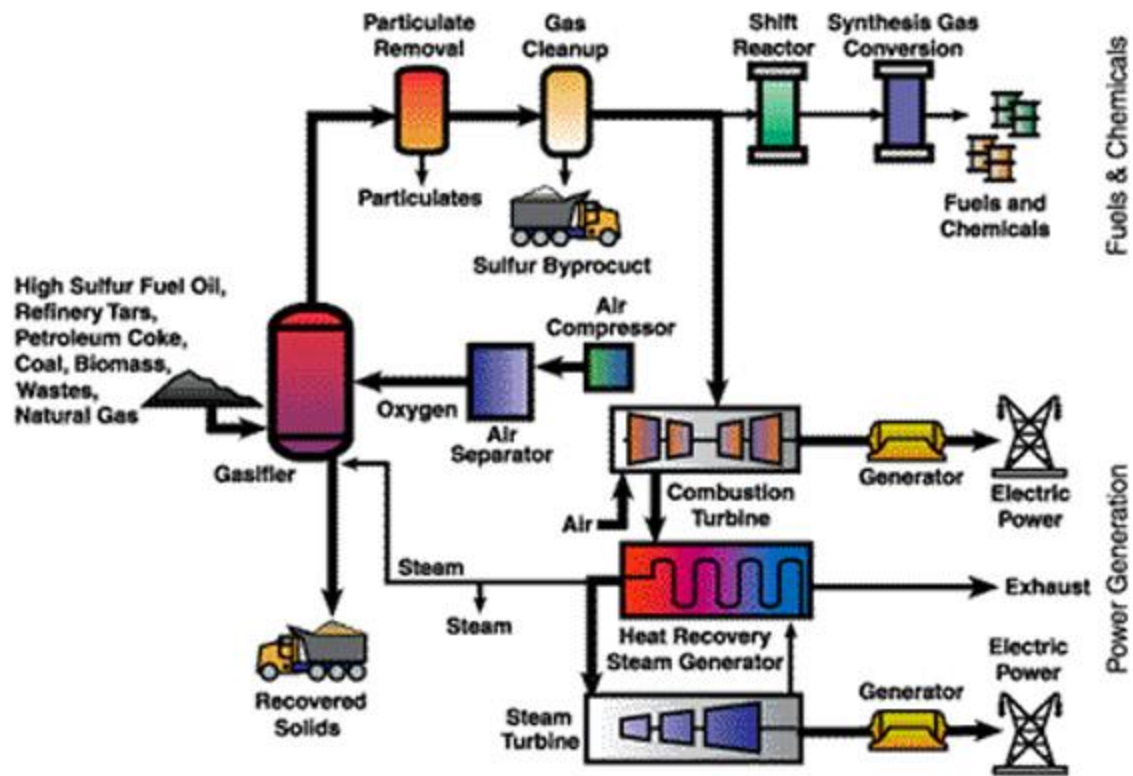 Particulate
Removal
Gas
Cleanup
Shift
Reactor
Synthesis Gas
Conversion
Particulates
Sulfur Byprocuct
Fuels and
Chemicals
Fuels & Chemicals
High Sulfur Fuel Oil,
Refinery Tars,
Petroleum Coke,
Coal, Biomass,
Wastes,
Natural Gas
Gasifier
Oxygen
Air
Separator
Air
Compressor
Air
Combustion
Turbine
Generator
Electric
Power
Steam
Steam
Heat Recovery
Steam Generator
Exhaust
Recovered
Solids
Steam
Turbine
Generator
Electric
Power
Power Generation